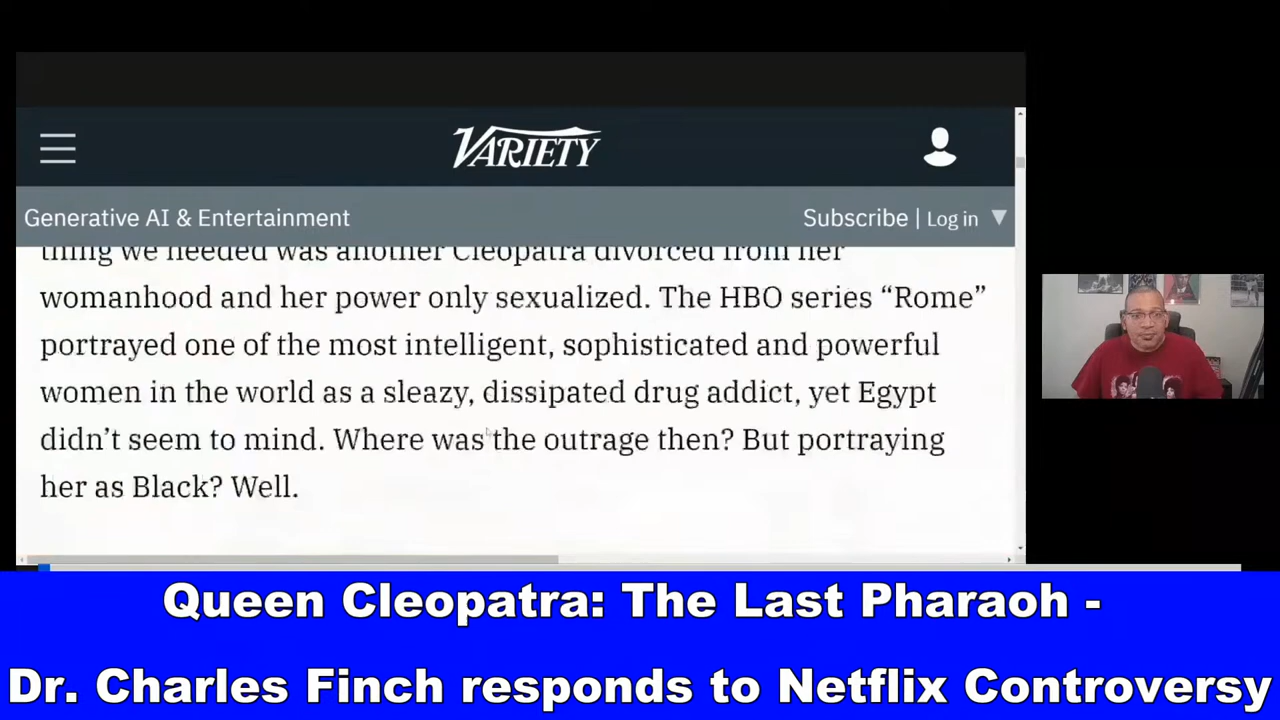 VARIETY
Generative AI & Entertainment
Subscribe | Log in ▼
thing we needed was another Cleopatra divorced from her
womanhood and her power only sexualized. The HBO series “Rome”
portrayed one of the most intelligent, sophisticated and powerful
women in the world as a sleazy, dissipated drug addict, yet Egypt
didn’t seem to mind. Where was the outrage then? But portraying
her as Black? Well.
Queen Cleopatra: The Last Pharaoh -
Dr. Charles Finch responds to Netflix Controversy